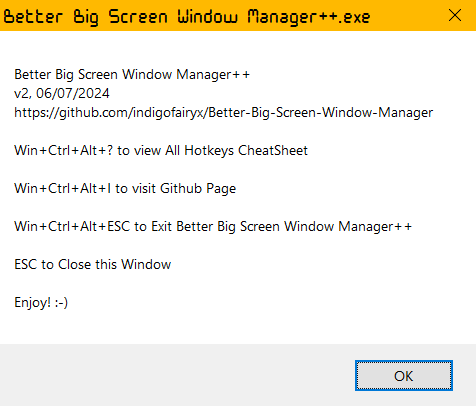 Better Big Screen Window Manager++.exe
Better Big Screen Window Manager++
v2, 06/07/2024
https://github.com/indigofairyx/Better-Big-Screen-Window-Manager
Win+Ctrl+Alt+? to view All Hotkeys CheatSheet
Win+Ctrl+Alt+I to visit Github Page
Win+Ctrl+Alt+ESC to Exit Better Big Screen Window Manager++
ESC to Close this Window
Enjoy! :-)
OK